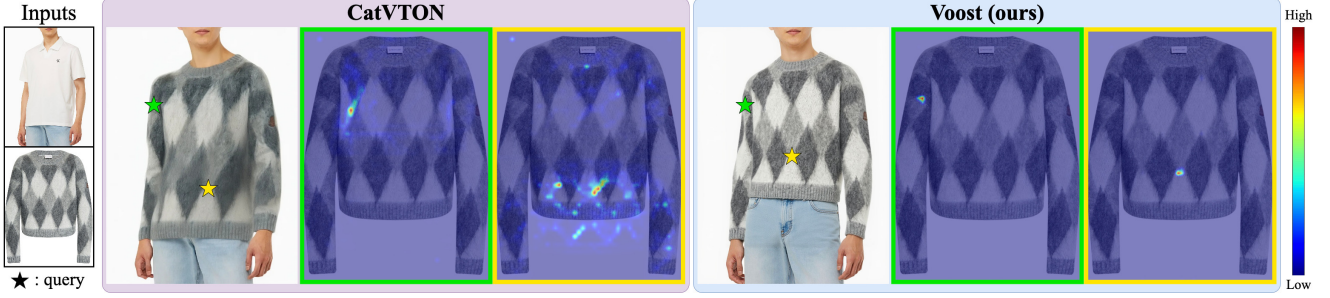 Inputs
CatVTON
Voost (ours)
High
Low
★ : query